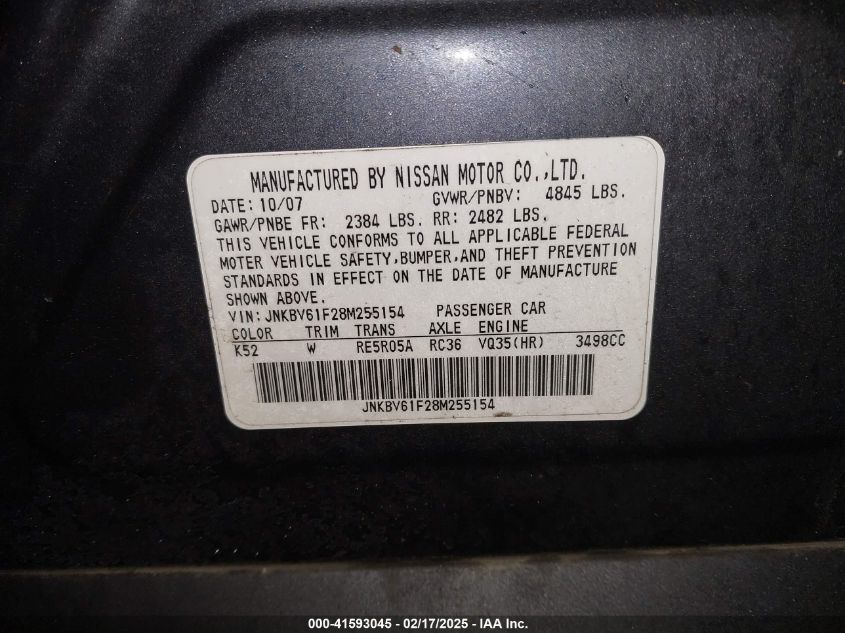 MANUFACTURED BY NISSAN MOTOR CO.,LTD.
DATE: 10/07 GVWR/PNBV: 4845 LBS.
GAWR/PNBE FR: 2384 LBS. RR: 2482 LBS.
THIS VEHICLE CONFORMS TO ALL APPLICABLE FEDERAL
MOTER VEHICLE SAFETY,BUMPER,AND THEFT PREVENTION
STANDARDS IN EFFECT ON THE DATE OF MANUFACTURE
SHOWN ABOVE.
VIN: JNKBV61F28M255154 PASSENGER CAR
COLOR TRIM TRANS AXLE ENGINE
K52 W RE5R05A RC36 VQ35(HR) 3498CC
JNKBV61F28M255154
000-41593045 - 02/17/2025 - IAA Inc.